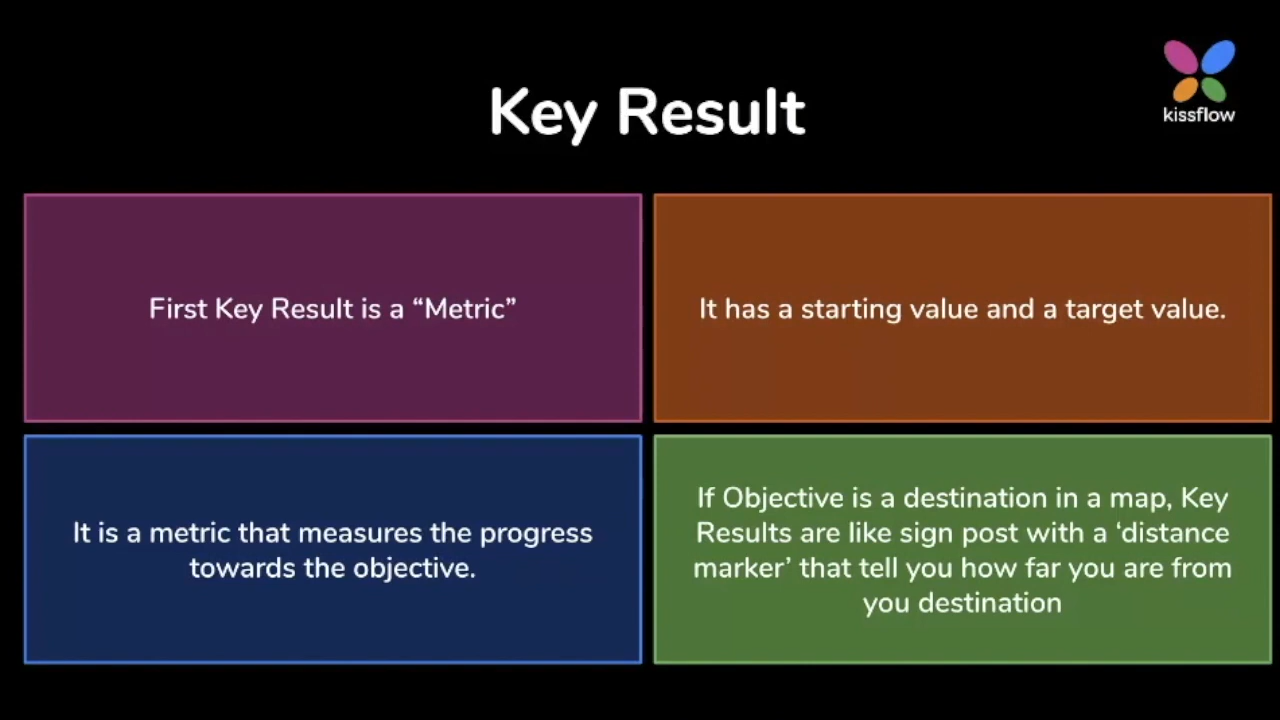 kissflow
Key Result
First Key Result is a “Metric”
It has a starting value and a target value.
It is a metric that measures the progress
towards the objective.
If Objective is a destination in a map, Key
Results are like sign post with a ‘distance
marker’ that tell you how far you are from
you destination